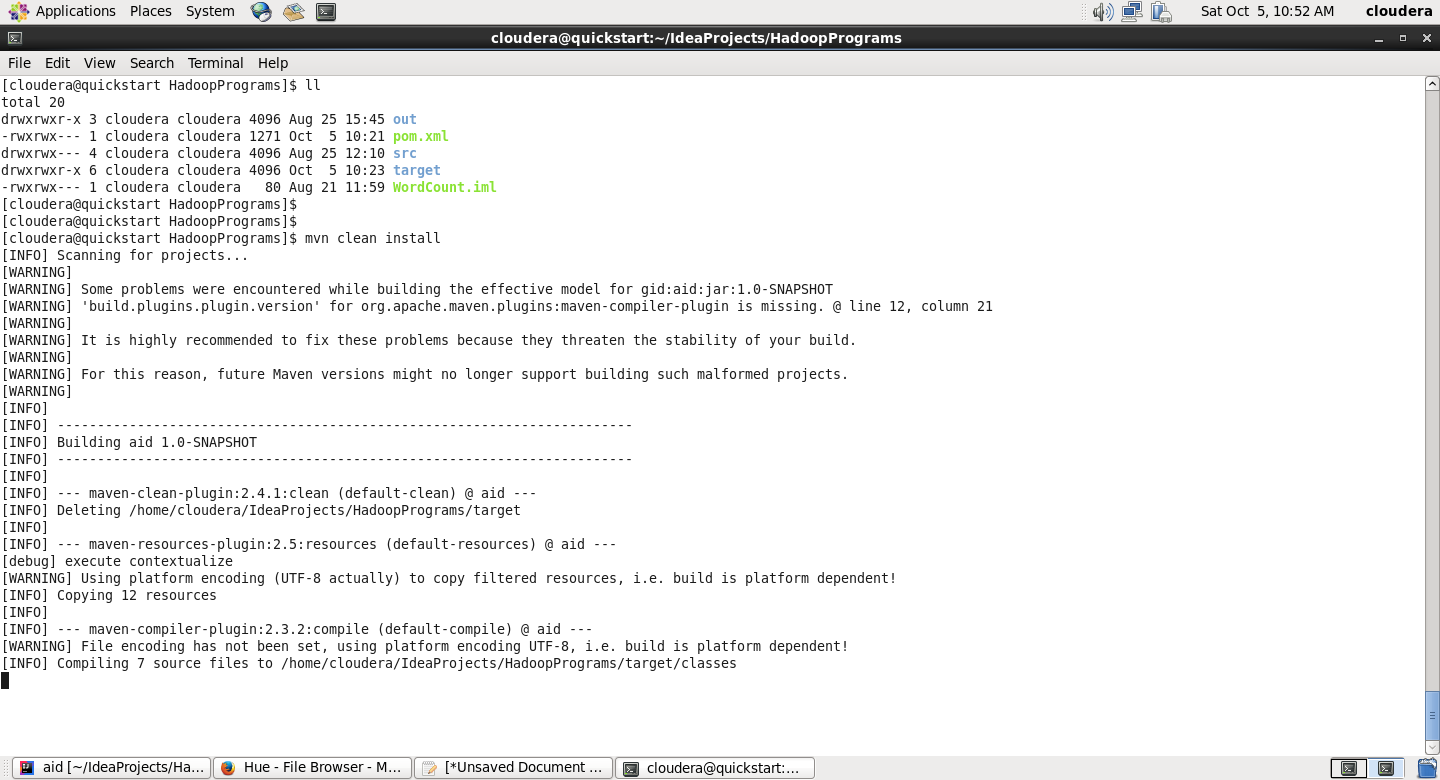 Applications Places System
Sat Oct 5, 10:52 AM cloudera
cloudera@quickstart:~/IdeaProjects/HadoopPrograms
File Edit View Search Terminal Help
[cloudera@quickstart HadoopPrograms]$ ll
total 20
drwxrwxr-x 3 cloudera cloudera 4096 Aug 25 15:45 out
-rwxrwx--- 1 cloudera cloudera 1271 Oct  5 10:21 pom.xml
drwxrwx--- 4 cloudera cloudera 4096 Aug 25 12:10 src
drwxrwxr-x 6 cloudera cloudera 4096 Oct  5 10:23 target
-rwxrwx--- 1 cloudera cloudera   80 Aug 21 11:59 WordCount.iml
[cloudera@quickstart HadoopPrograms]$
[cloudera@quickstart HadoopPrograms]$
[cloudera@quickstart HadoopPrograms]$ mvn clean install
[INFO] Scanning for projects...
[WARNING]
[WARNING] Some problems were encountered while building the effective model for gid:aid:jar:1.0-SNAPSHOT
[WARNING] 'build.plugins.plugin.version' for org.apache.maven.plugins:maven-compiler-plugin is missing. @ line 12, column 21
[WARNING]
[WARNING] It is highly recommended to fix these problems because they threaten the stability of your build.
[WARNING]
[WARNING] For this reason, future Maven versions might no longer support building such malformed projects.
[WARNING]
[INFO]
[INFO] ------------------------------------------------------------------------
[INFO] Building aid 1.0-SNAPSHOT
[INFO] ------------------------------------------------------------------------
[INFO]
[INFO] --- maven-clean-plugin:2.4.1:clean (default-clean) @ aid ---
[INFO] Deleting /home/cloudera/IdeaProjects/HadoopPrograms/target
[INFO]
[INFO] --- maven-resources-plugin:2.5:resources (default-resources) @ aid ---
[debug] execute contextualize
[WARNING] Using platform encoding (UTF-8 actually) to copy filtered resources, i.e. build is platform dependent!
[INFO] Copying 12 resources
[INFO]
[INFO] --- maven-compiler-plugin:2.3.2:compile (default-compile) @ aid ---
[WARNING] File encoding has not been set, using platform encoding UTF-8, i.e. build is platform dependent!
[INFO] Compiling 7 source files to /home/cloudera/IdeaProjects/HadoopPrograms/target/classes
aid [~/IdeaProjects/Ha... Hue - File Browser - M... [*Unsaved Document ... cloudera@quickstart:...